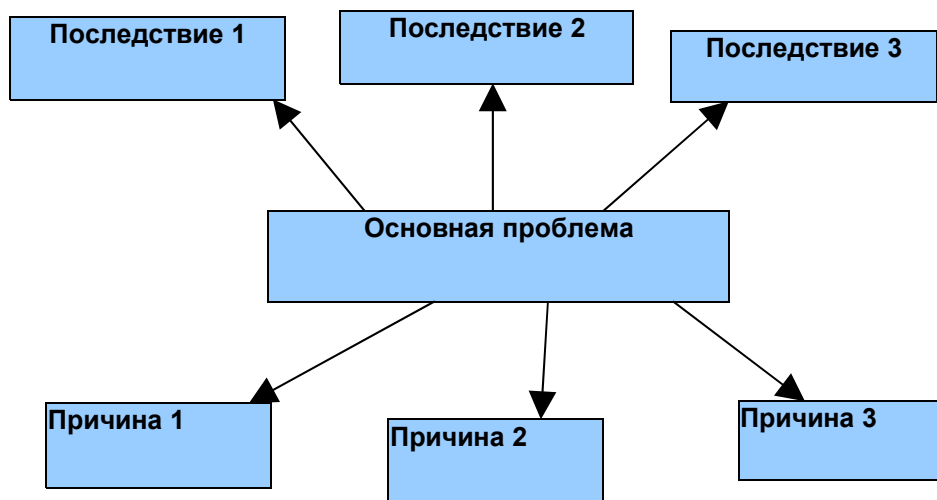 Последствие 1
Последствие 2
Последствие 3
Основная проблема
Причина 1
Причина 2
Причина 3